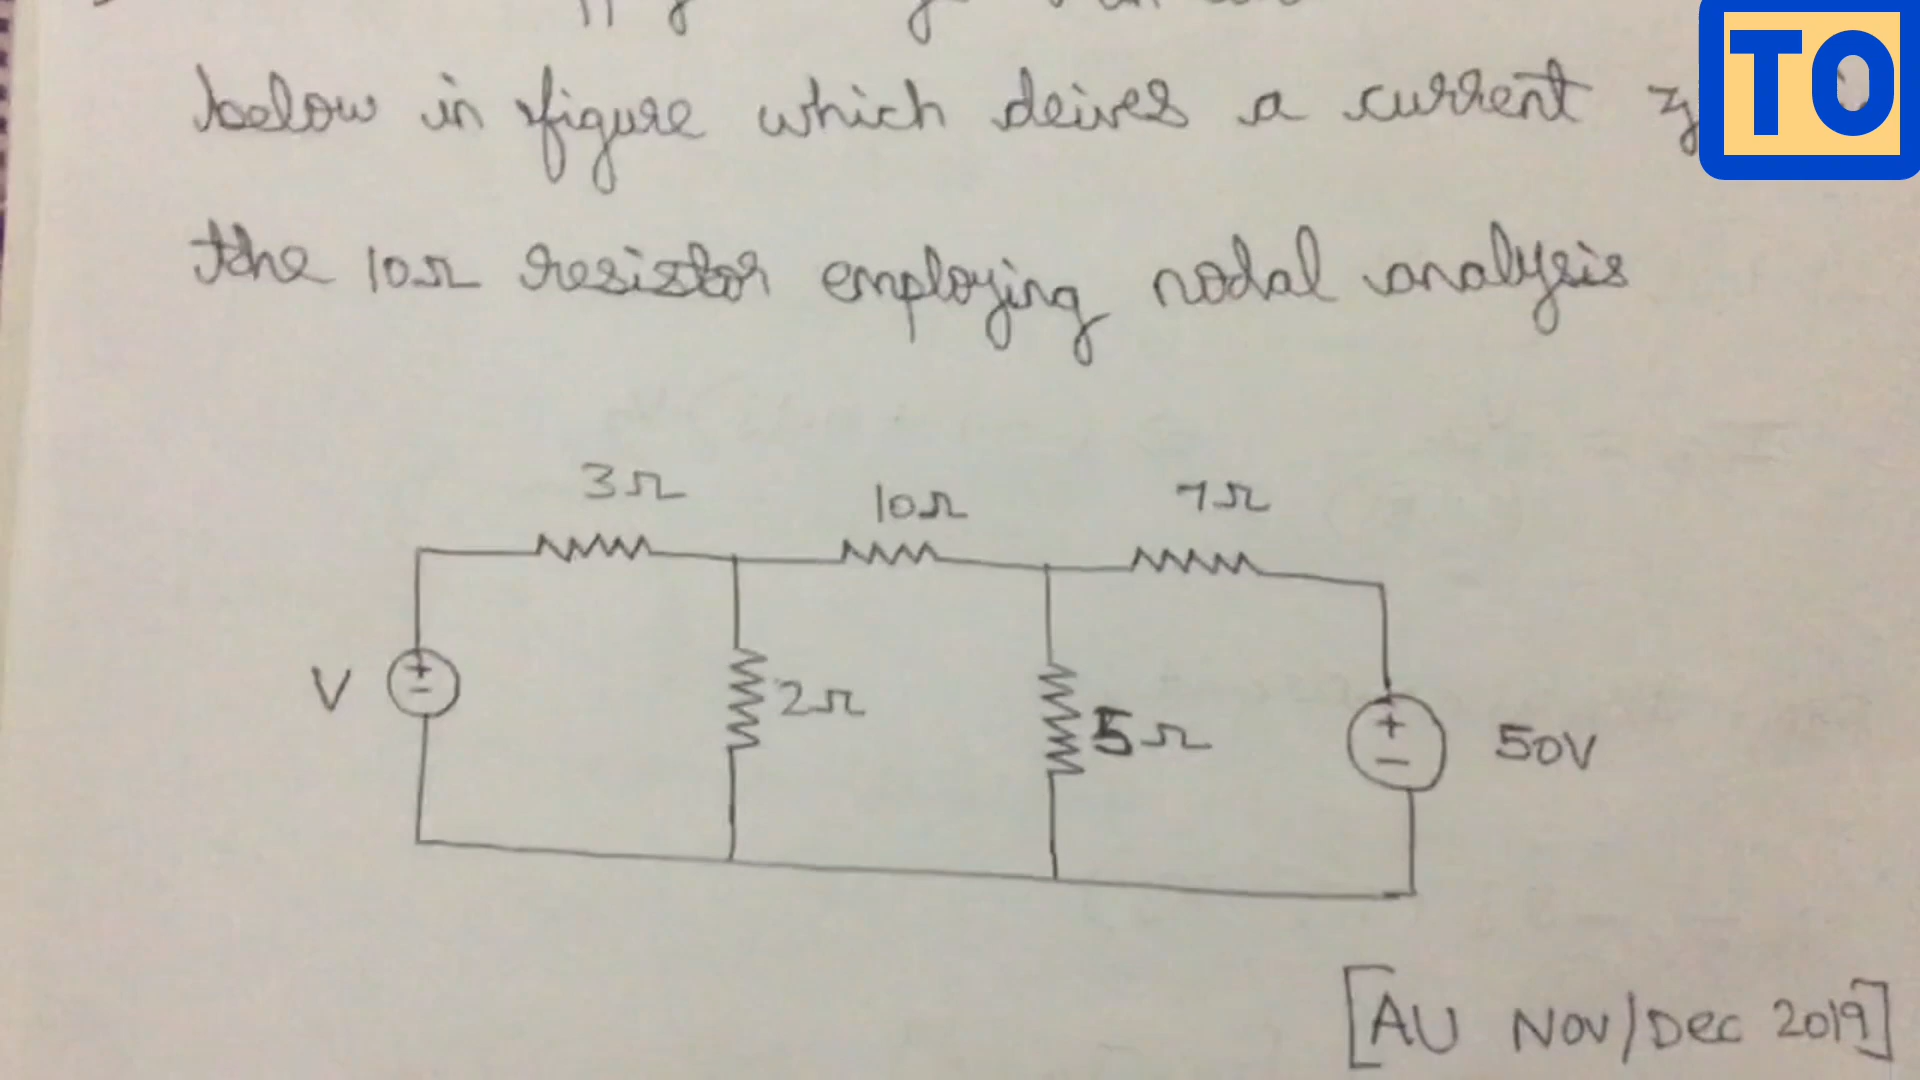 below in figure which deives a current
the 10Ω resistor employing nodal analysis
3Ω
10Ω
7Ω
V
+
-
2Ω
5Ω
+
-
50V
[AU Nov/Dec 2019]
TO